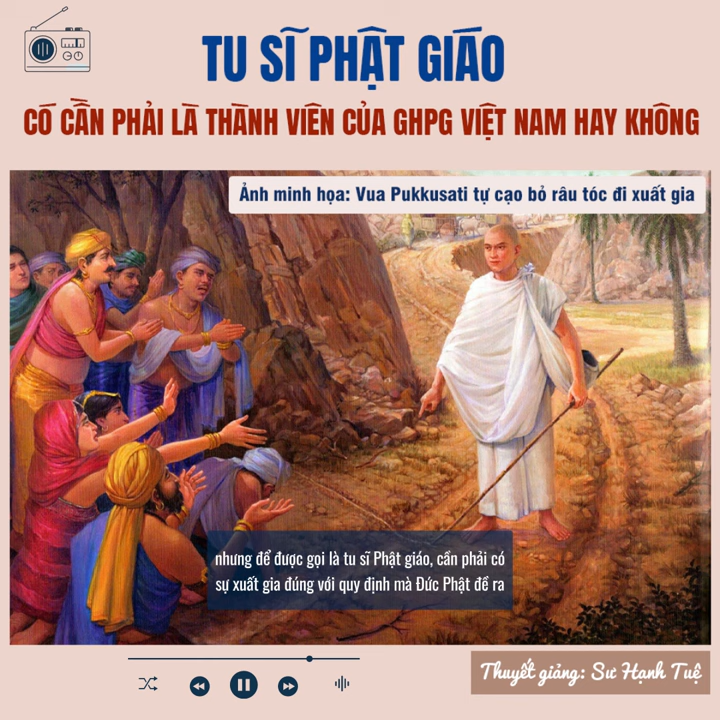 TU SĨ PHẬT GIÁO
CÓ CẦN PHẢI LÀ THÀNH VIÊN CỦA GHPG VIỆT NAM HAY KHÔNG
Ảnh minh họa: Vua Pukkusati tự cạo bỏ râu tóc đi xuất gia
nhưng để được gọi là tu sĩ Phật giáo, cần phải có
sự xuất gia đúng với quy định mà Đức Phật đề ra
Thuyết giảng: Sư Hạnh Tuệ